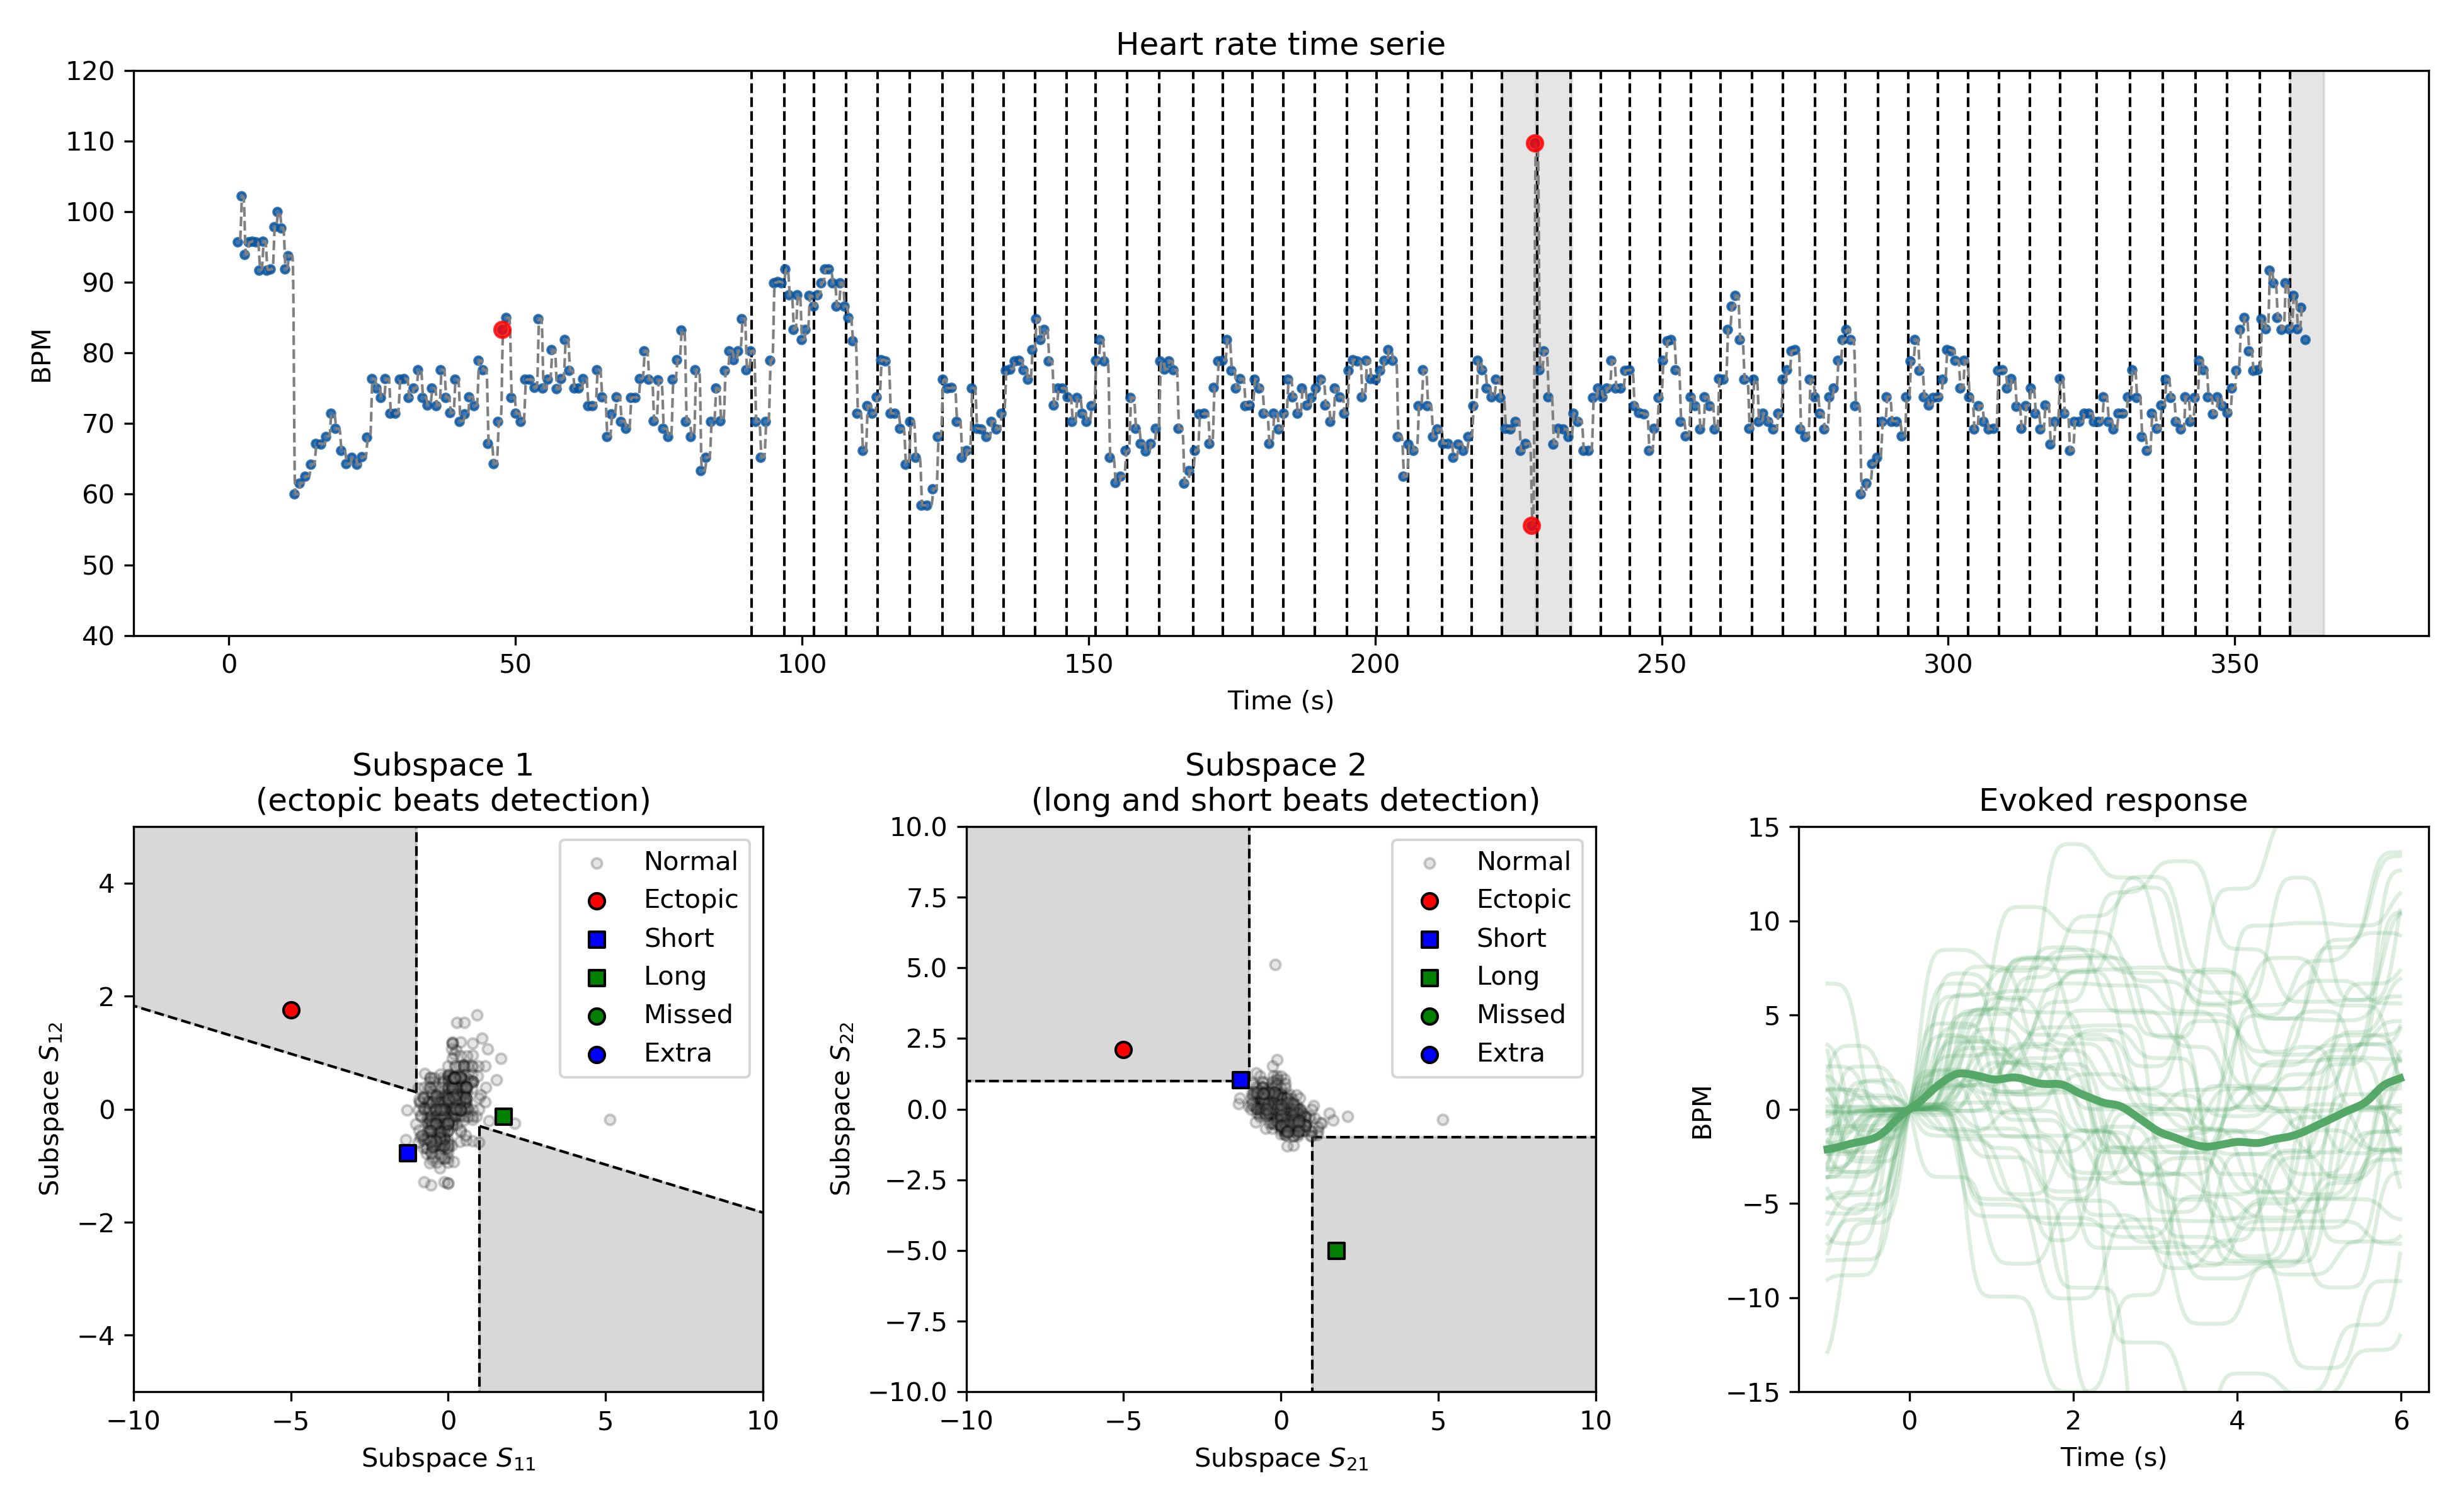 Heart rate time serie
120
110
100
90
80
70
60
50
40
BPM
0 50 100 150 200 250 300 350
Time (s)
Subspace 1
(ectopic beats detection)
4
2
0
−2
−4
Subspace S12
−10 −5 0 5 10
Subspace S11
Normal
Ectopic
Short
Long
Missed
Extra
Subspace 2
(long and short beats detection)
10.0
7.5
5.0
2.5
0.0
−2.5
−5.0
−7.5
−10.0
Subspace S22
−10 −5 0 5 10
Subspace S21
Normal
Ectopic
Short
Long
Missed
Extra
Evoked response
15
10
5
0
−5
−10
−15
BPM
0 2 4 6
Time (s)